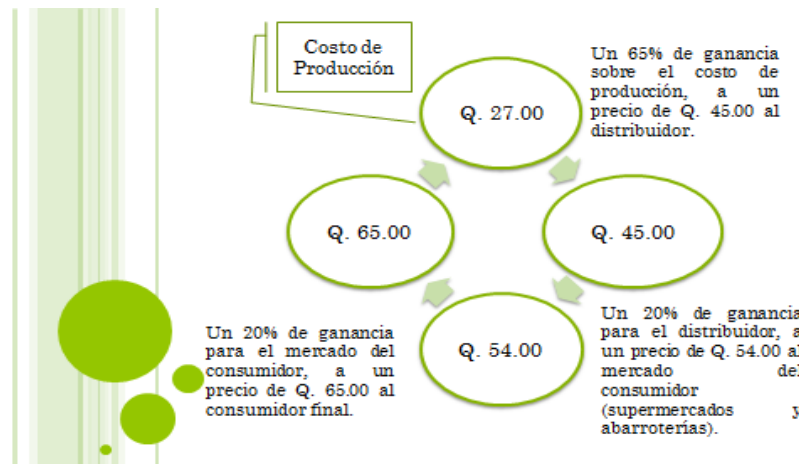 Costo de
Producción
Q. 27.00
Un 65% de ganancia
sobre el costo de
producción, a un
precio de Q. 45.00 al
distribuidor.
Q. 65.00
Q. 45.00
Un 20% de ganancia
para el mercado del
consumidor, a un
precio de Q. 65.00 al
consumidor final.
Q. 54.00
Un 20% de ganancia
para el distribuidor, a
un precio de Q. 54.00 al
mercado del
consumidor
(supermercados y
abarroterías).